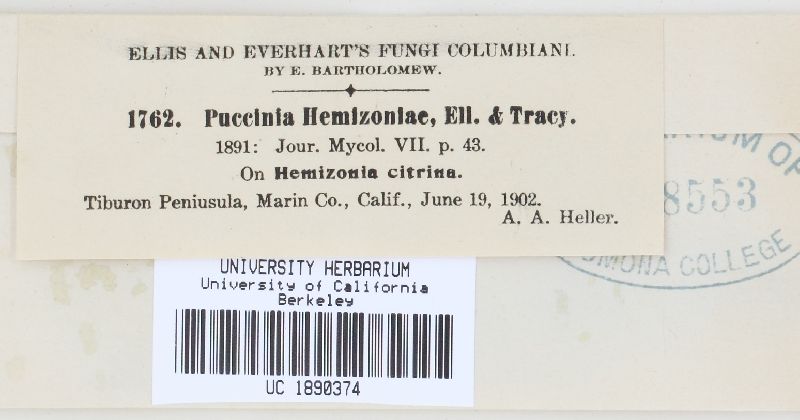 ELLIS AND EVERHART'S FUNGI COLUMBIANI.
BY E. BARTHOLOMEW.
1762. Puccinia Hemizoniae, Ell. & Tracy.
1891: Jour. Mycol. VII. p. 43.
On Hemizonia citrina.
Tiburon Peniusula, Marin Co., Calif., June 19, 1902.
A. A. Heller.
8553
COLLEGE
UNIVERSITY HERBARIUM
University of California
Berkeley
UC 1890374